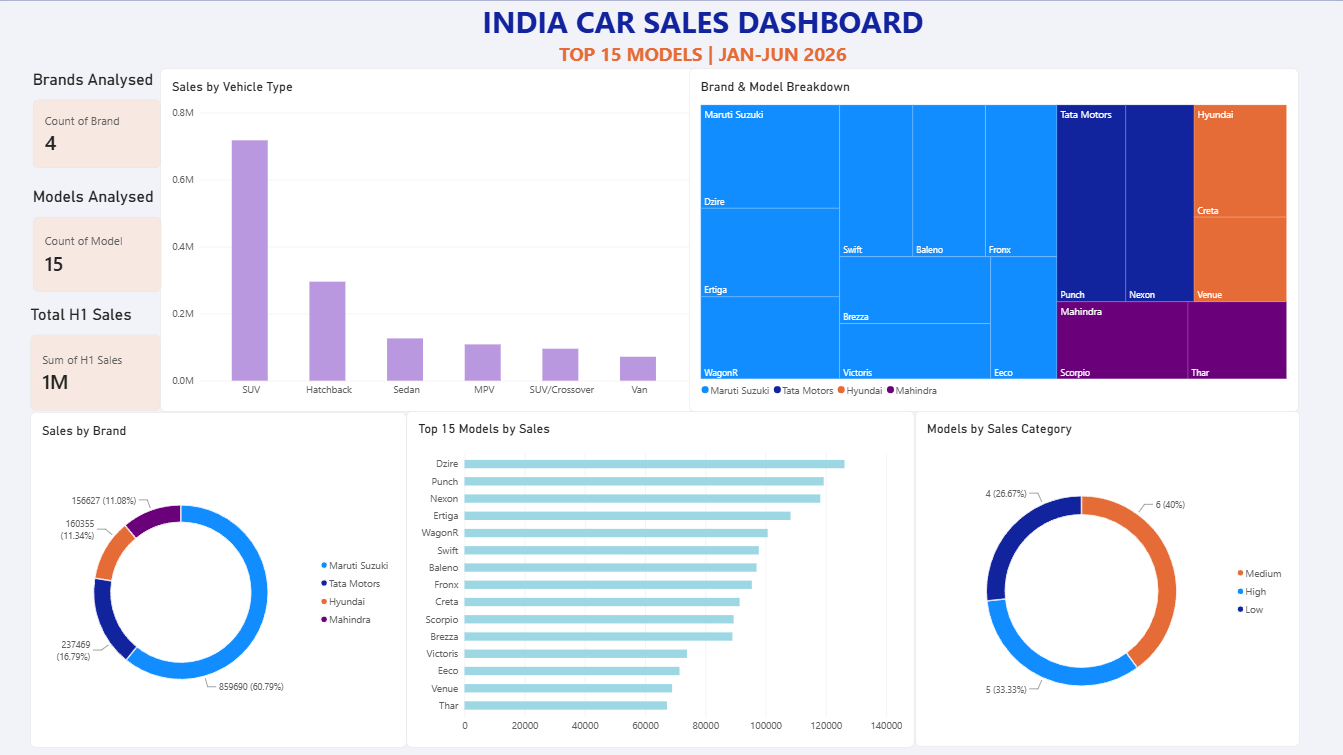 INDIA CAR SALES DASHBOARD
TOP 15 MODELS | JAN-JUN 2026
Brands Analysed
Count of Brand
4
Models Analysed
Count of Model
15
Total H1 Sales
Sum of H1 Sales
1M
Sales by Vehicle Type
0.8M
0.6M
0.4M
0.2M
0.0M
SUV Hatchback Sedan MPV SUV/Crossover Van
Brand & Model Breakdown
Maruti Suzuki
Dzire
Ertiga
WagonR
Swift
Baleno
Fronx
Brezza
Victoris
Eeco
Tata Motors
Punch
Nexon
Hyundai
Creta
Venue
Mahindra
Scorpio
Thar
Maruti Suzuki Tata Motors Hyundai Mahindra
Sales by Brand
156627 (11.08%)
160355
(11.34%)
237469
(16.79%)
859690 (60.79%)
Maruti Suzuki
Tata Motors
Hyundai
Mahindra
Top 15 Models by Sales
Dzire
Punch
Nexon
Ertiga
WagonR
Swift
Baleno
Fronx
Creta
Scorpio
Brezza
Victoris
Eeco
Venue
Thar
0 20000 40000 60000 80000 100000 120000 140000
Models by Sales Category
4 (26.67%)
6 (40%)
5 (33.33%)
Medium
High
Low